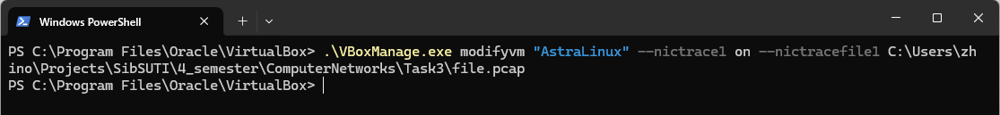 Windows PowerShell
PS C:\Program Files\Oracle\VirtualBox> .\VBoxManage.exe modifyvm "AstraLinux" --nictrace1 on --nictracefile1 C:\Users\zh
ino\Projects\SibSUTI\4_semester\ComputerNetworks\Task3\file.pcap
PS C:\Program Files\Oracle\VirtualBox>